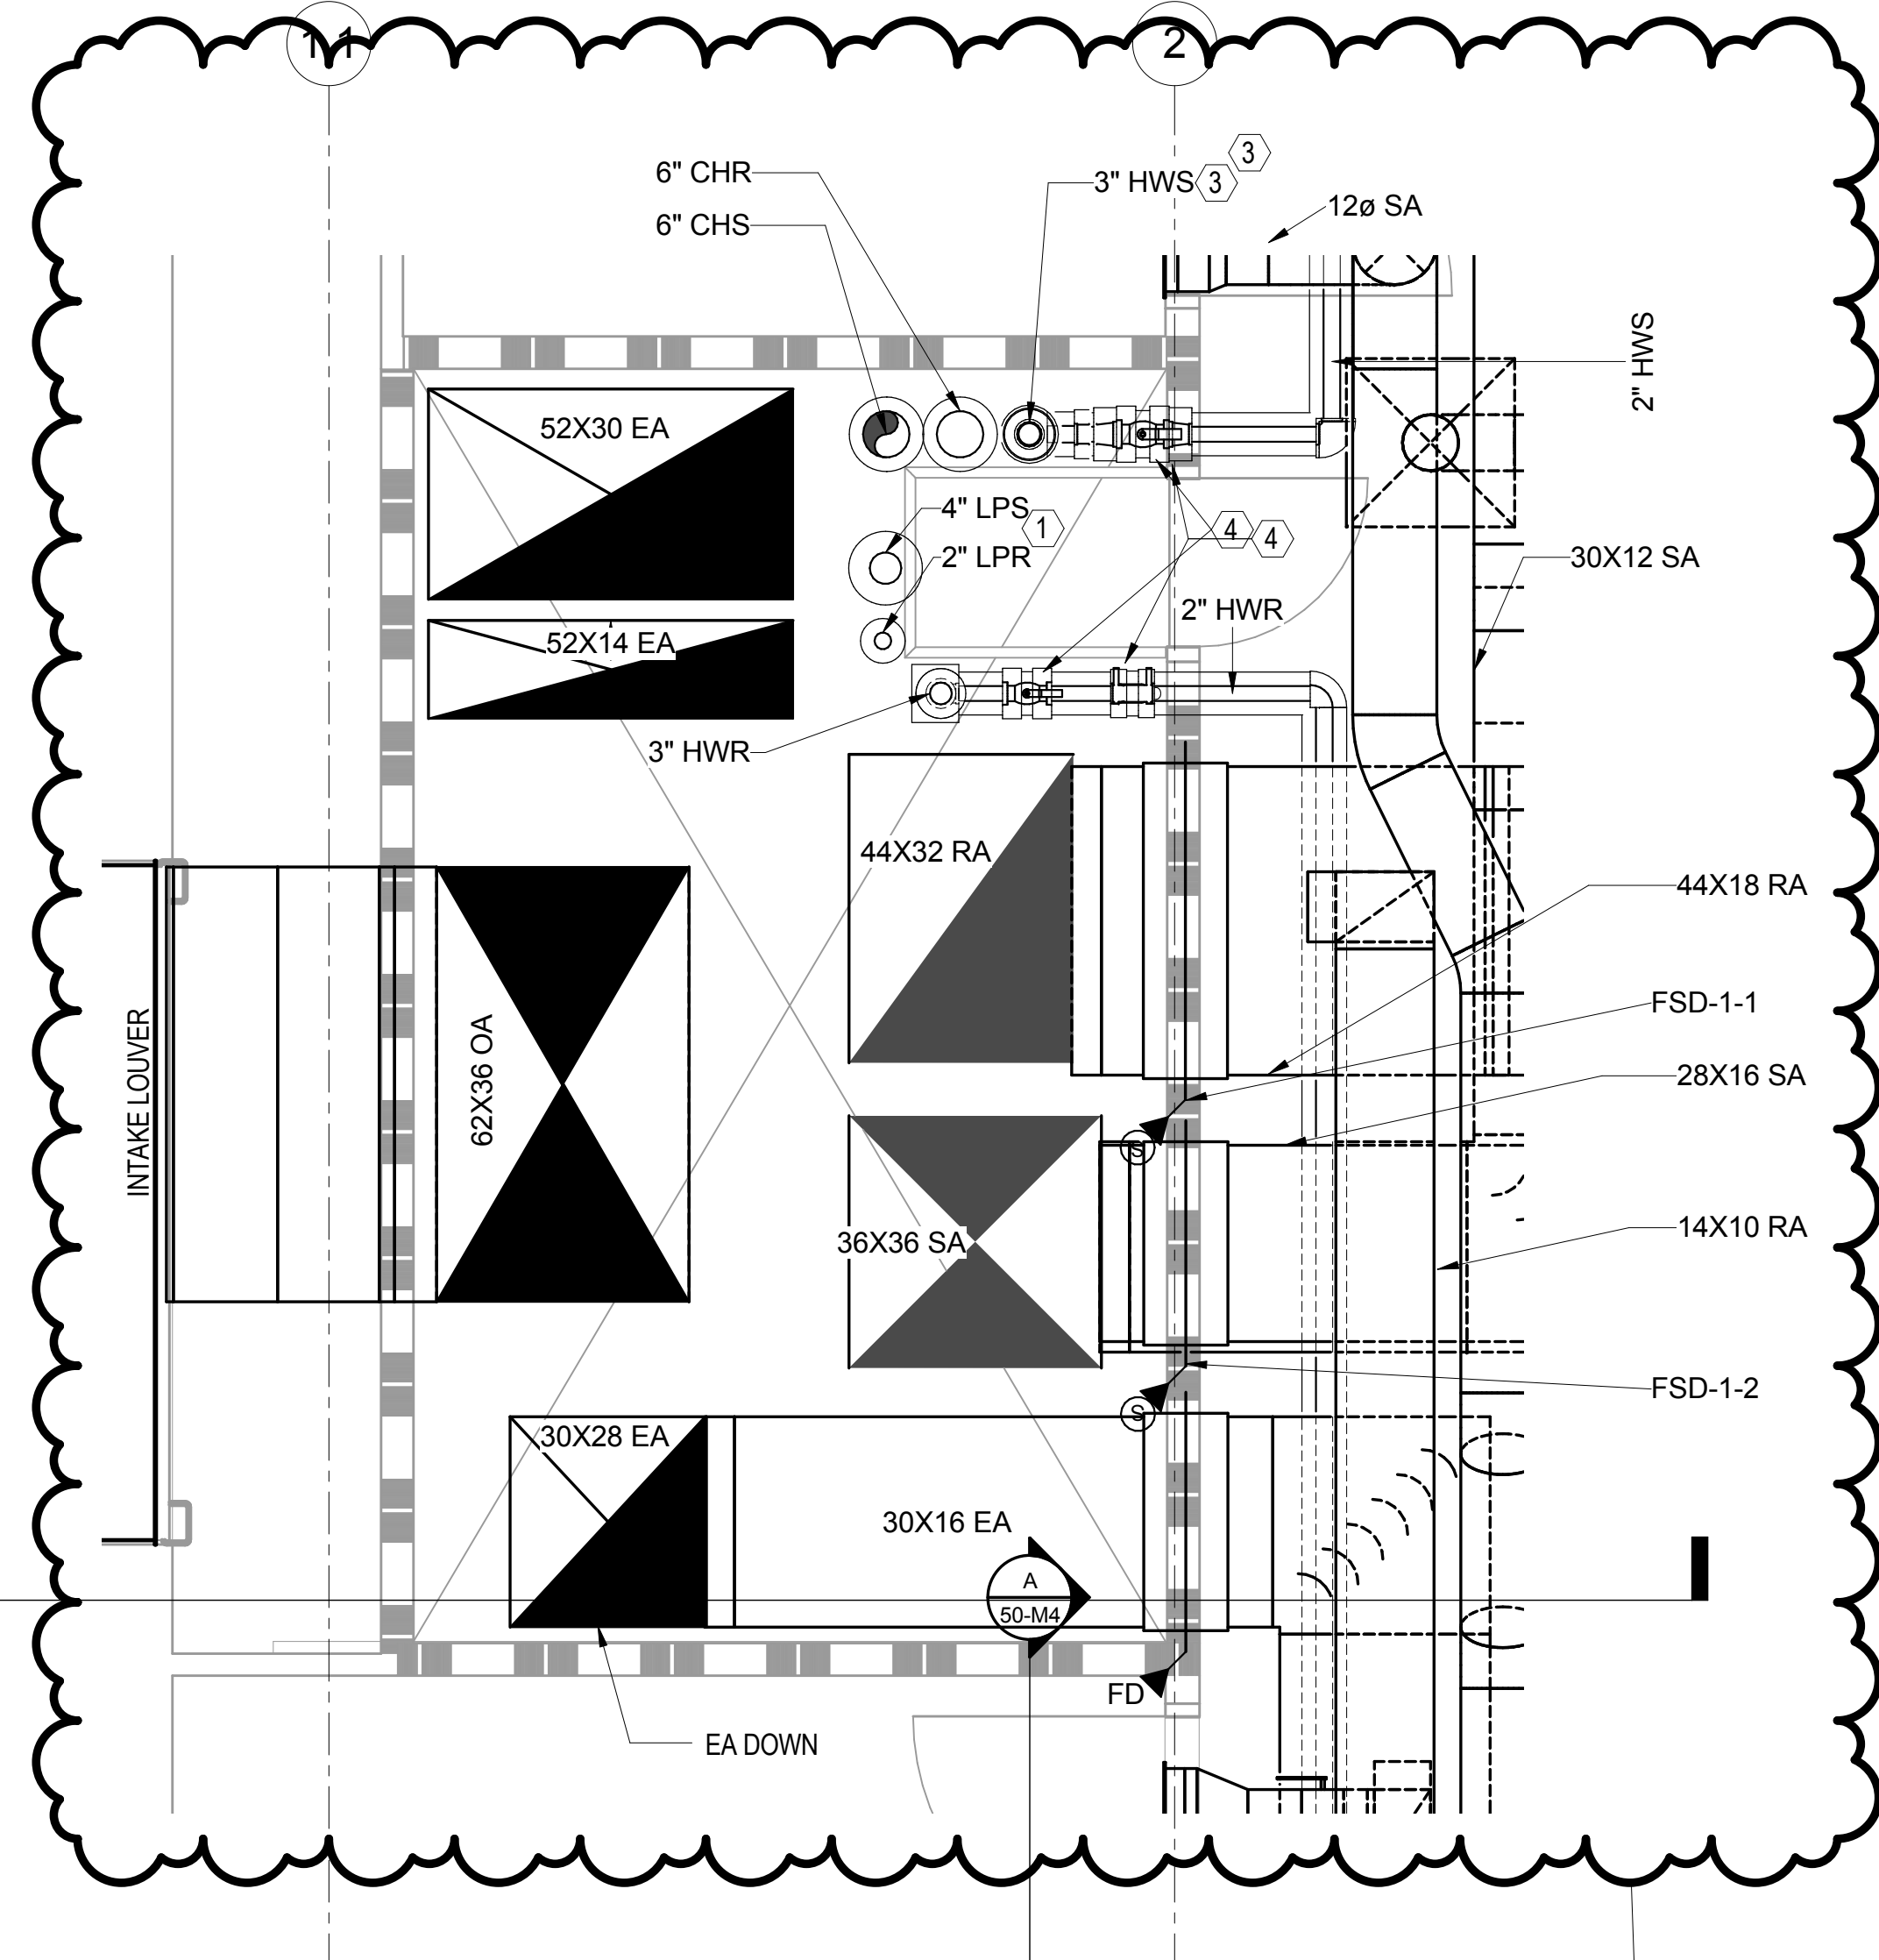 1.1
2
6" CHR
3" HWS 3
3
12ø SA
6" CHS
2" HWS
52X30 EA
4" LPS 1
4 4
2" LPR
30X12 SA
2" HWR
52X14 EA
3" HWR
44X32 RA
44X18 RA
FSD-1-1
INTAKE LOUVER
62X36 OA
28X16 SA
S
36X36 SA
14X10 RA
FSD-1-2
S
30X28 EA
30X16 EA
A
50-M4
FD
EA DOWN